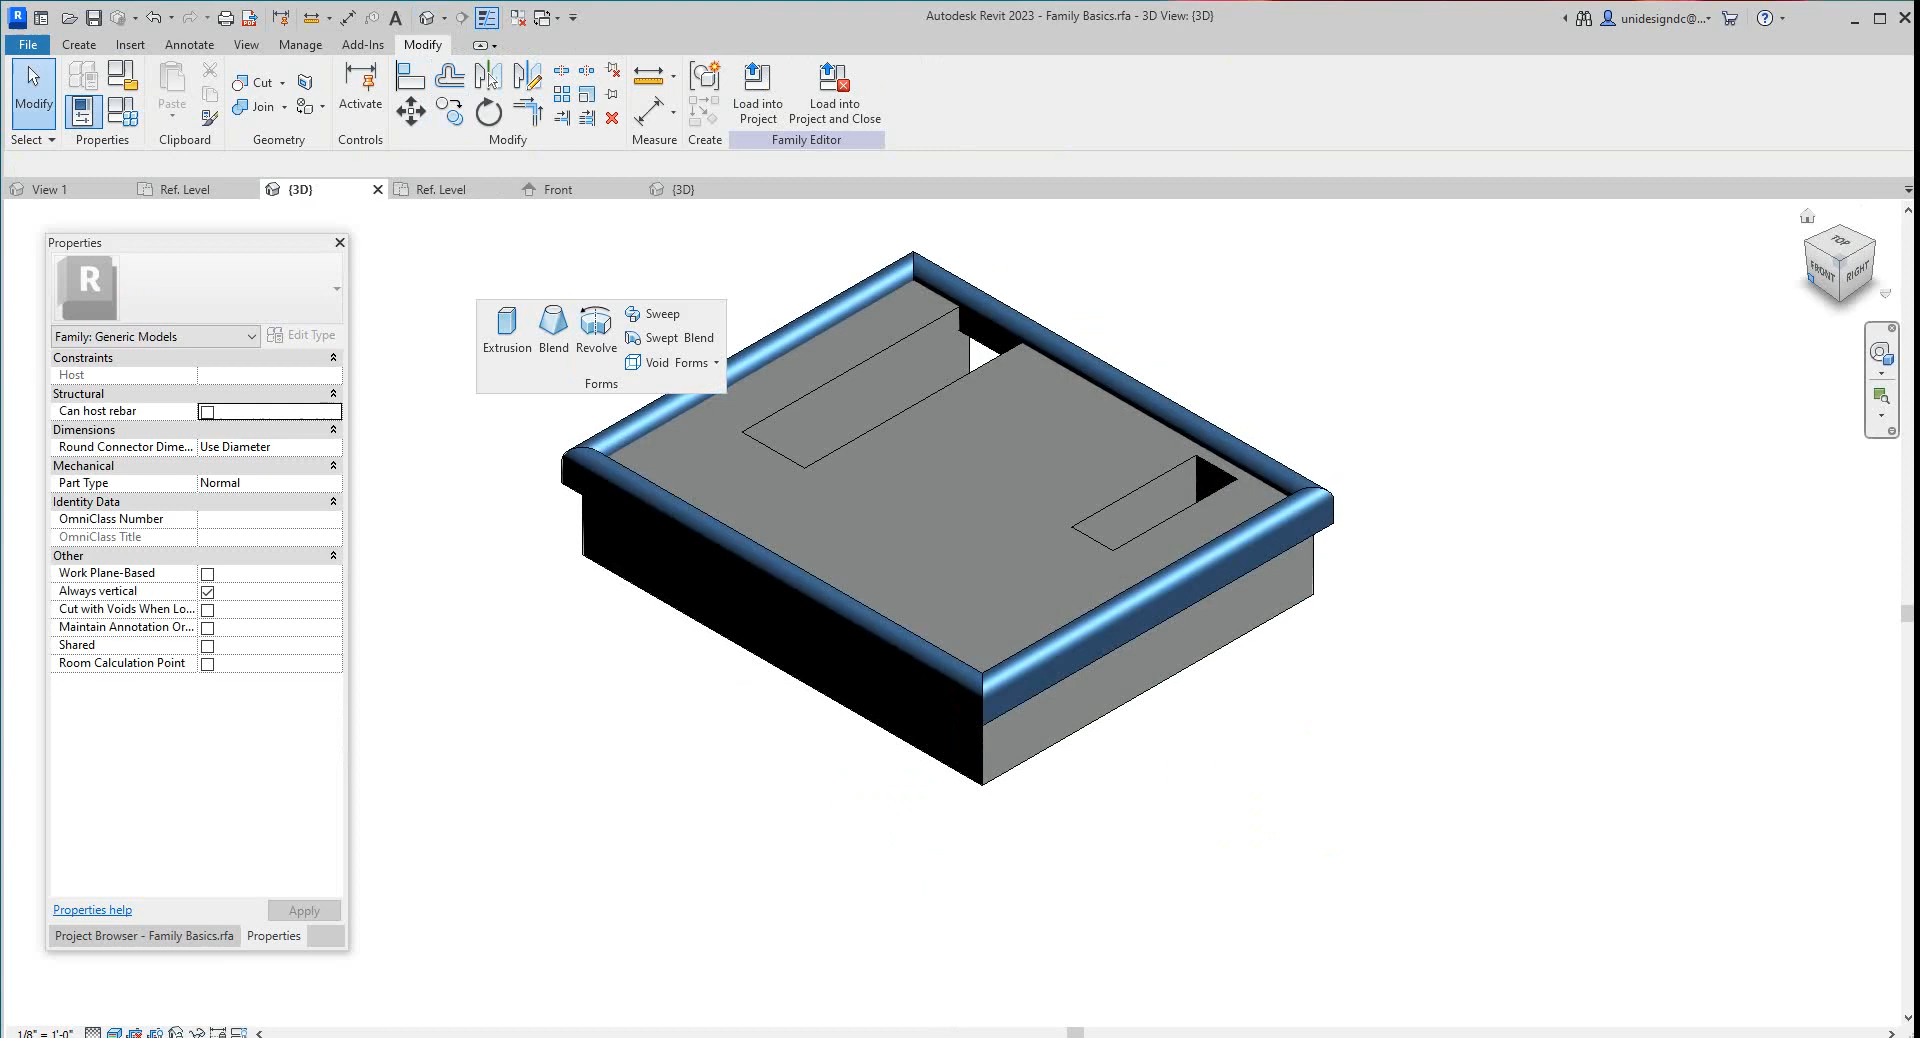 Autodesk Revit 2023 - Family Basics.rfa - 3D View: {3D}
unidesigndc@...
File Create Insert Annotate View Manage Add-Ins Modify
Modify
Paste
Cut
Join
Activate
Load into
Project
Load into
Project and Close
Select Properties Clipboard Geometry Controls Modify Measure Create Family Editor
View 1 Ref. Level {3D} Ref. Level Front {3D}
Properties
R
Family: Generic Models Edit Type
Constraints
Host
Structural
Can host rebar
Dimensions
Round Connector Dime... Use Diameter
Mechanical
Part Type Normal
Identity Data
OmniClass Number
OmniClass Title
Other
Work Plane-Based
Always vertical
Cut with Voids When Lo...
Maintain Annotation Or...
Shared
Room Calculation Point
Properties help Apply
Project Browser - Family Basics.rfa Properties
Extrusion Blend Revolve
Sweep
Swept Blend
Void Forms
Forms
TOP
FRONT RIGHT
1/8" = 1'-0"